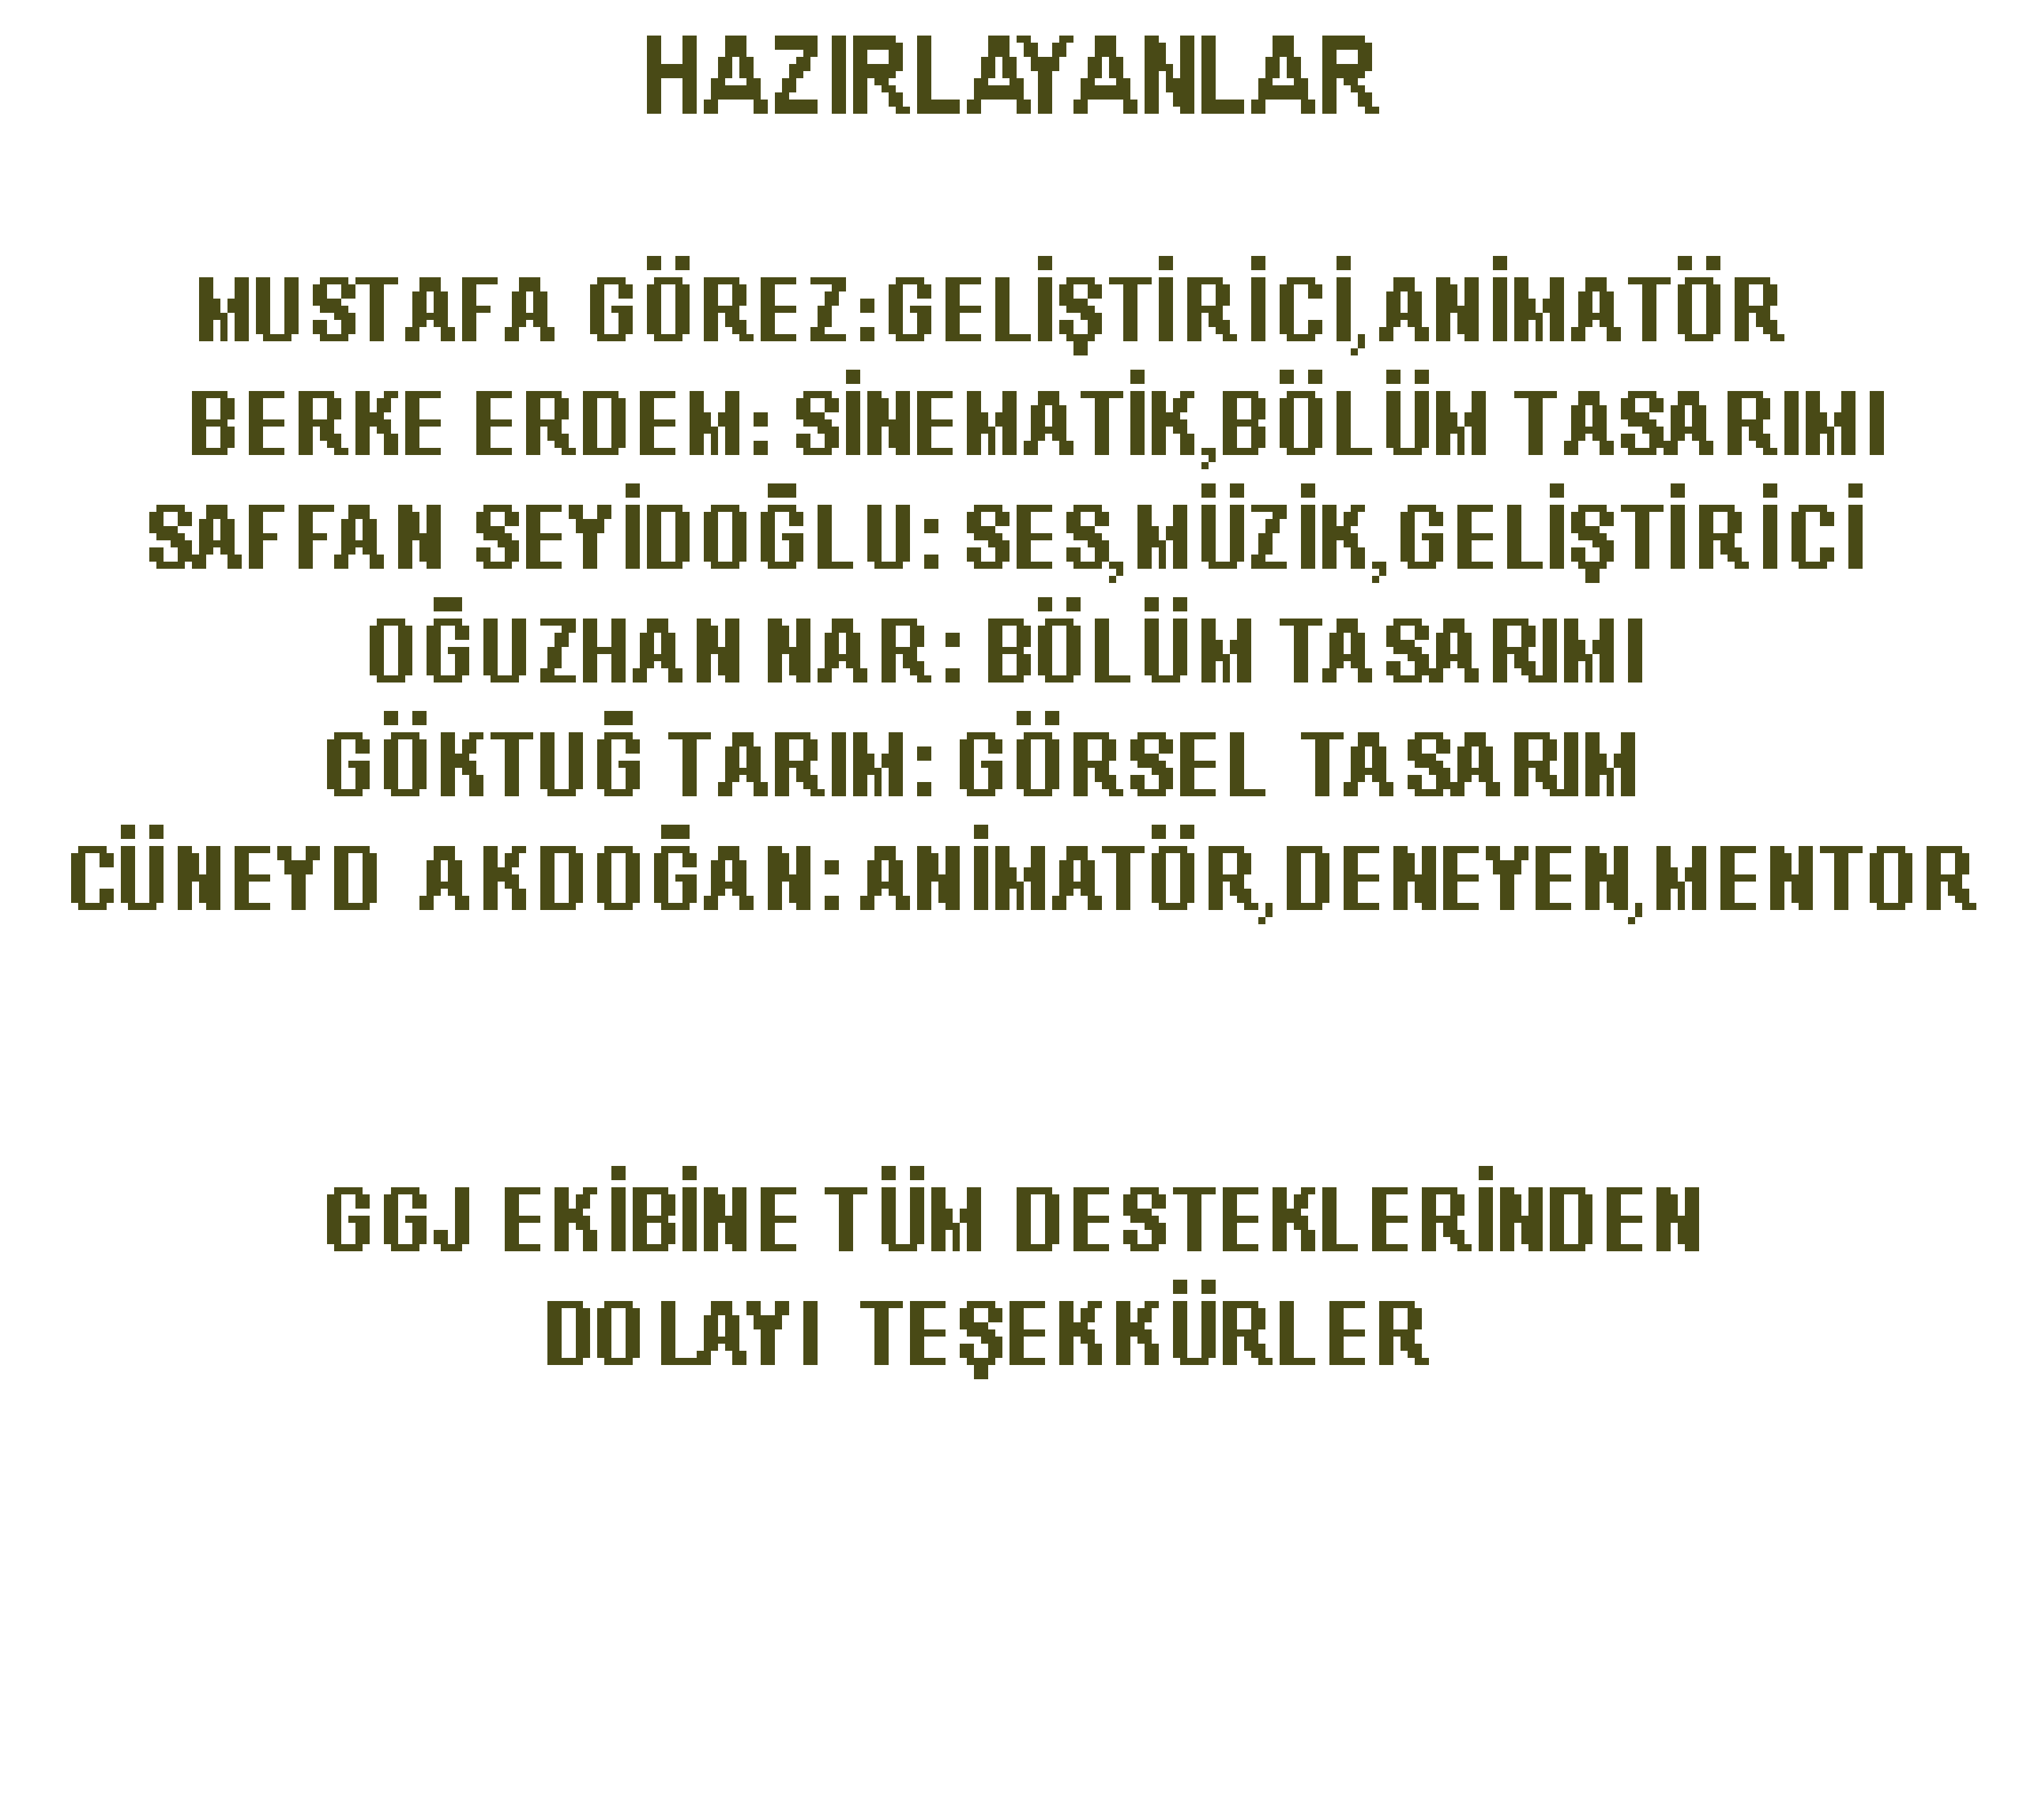 HAZIRLAYANLAR
MUSTAFA GÖREZ:GELİŞTİRİCİ,ANİMATÖR
BERKE ERDEM: SİNEMATİK,BÖLÜM TASARIMI
SAFFAN SEYİDOĞLU: SES,MÜZİK,GELİŞTİRİCİ
OĞUZHAN NAR: BÖLÜM TASARIMI
GÖKTUĞ TARIM: GÖRSEL TASARIM
CÜNEYD AKDOĞAN: ANİMATÖR,DENEYEN,MENTOR
GGJ EKİBİNE TÜM DESTEKLERİNDEN
DOLAYI TEŞEKKÜRLER